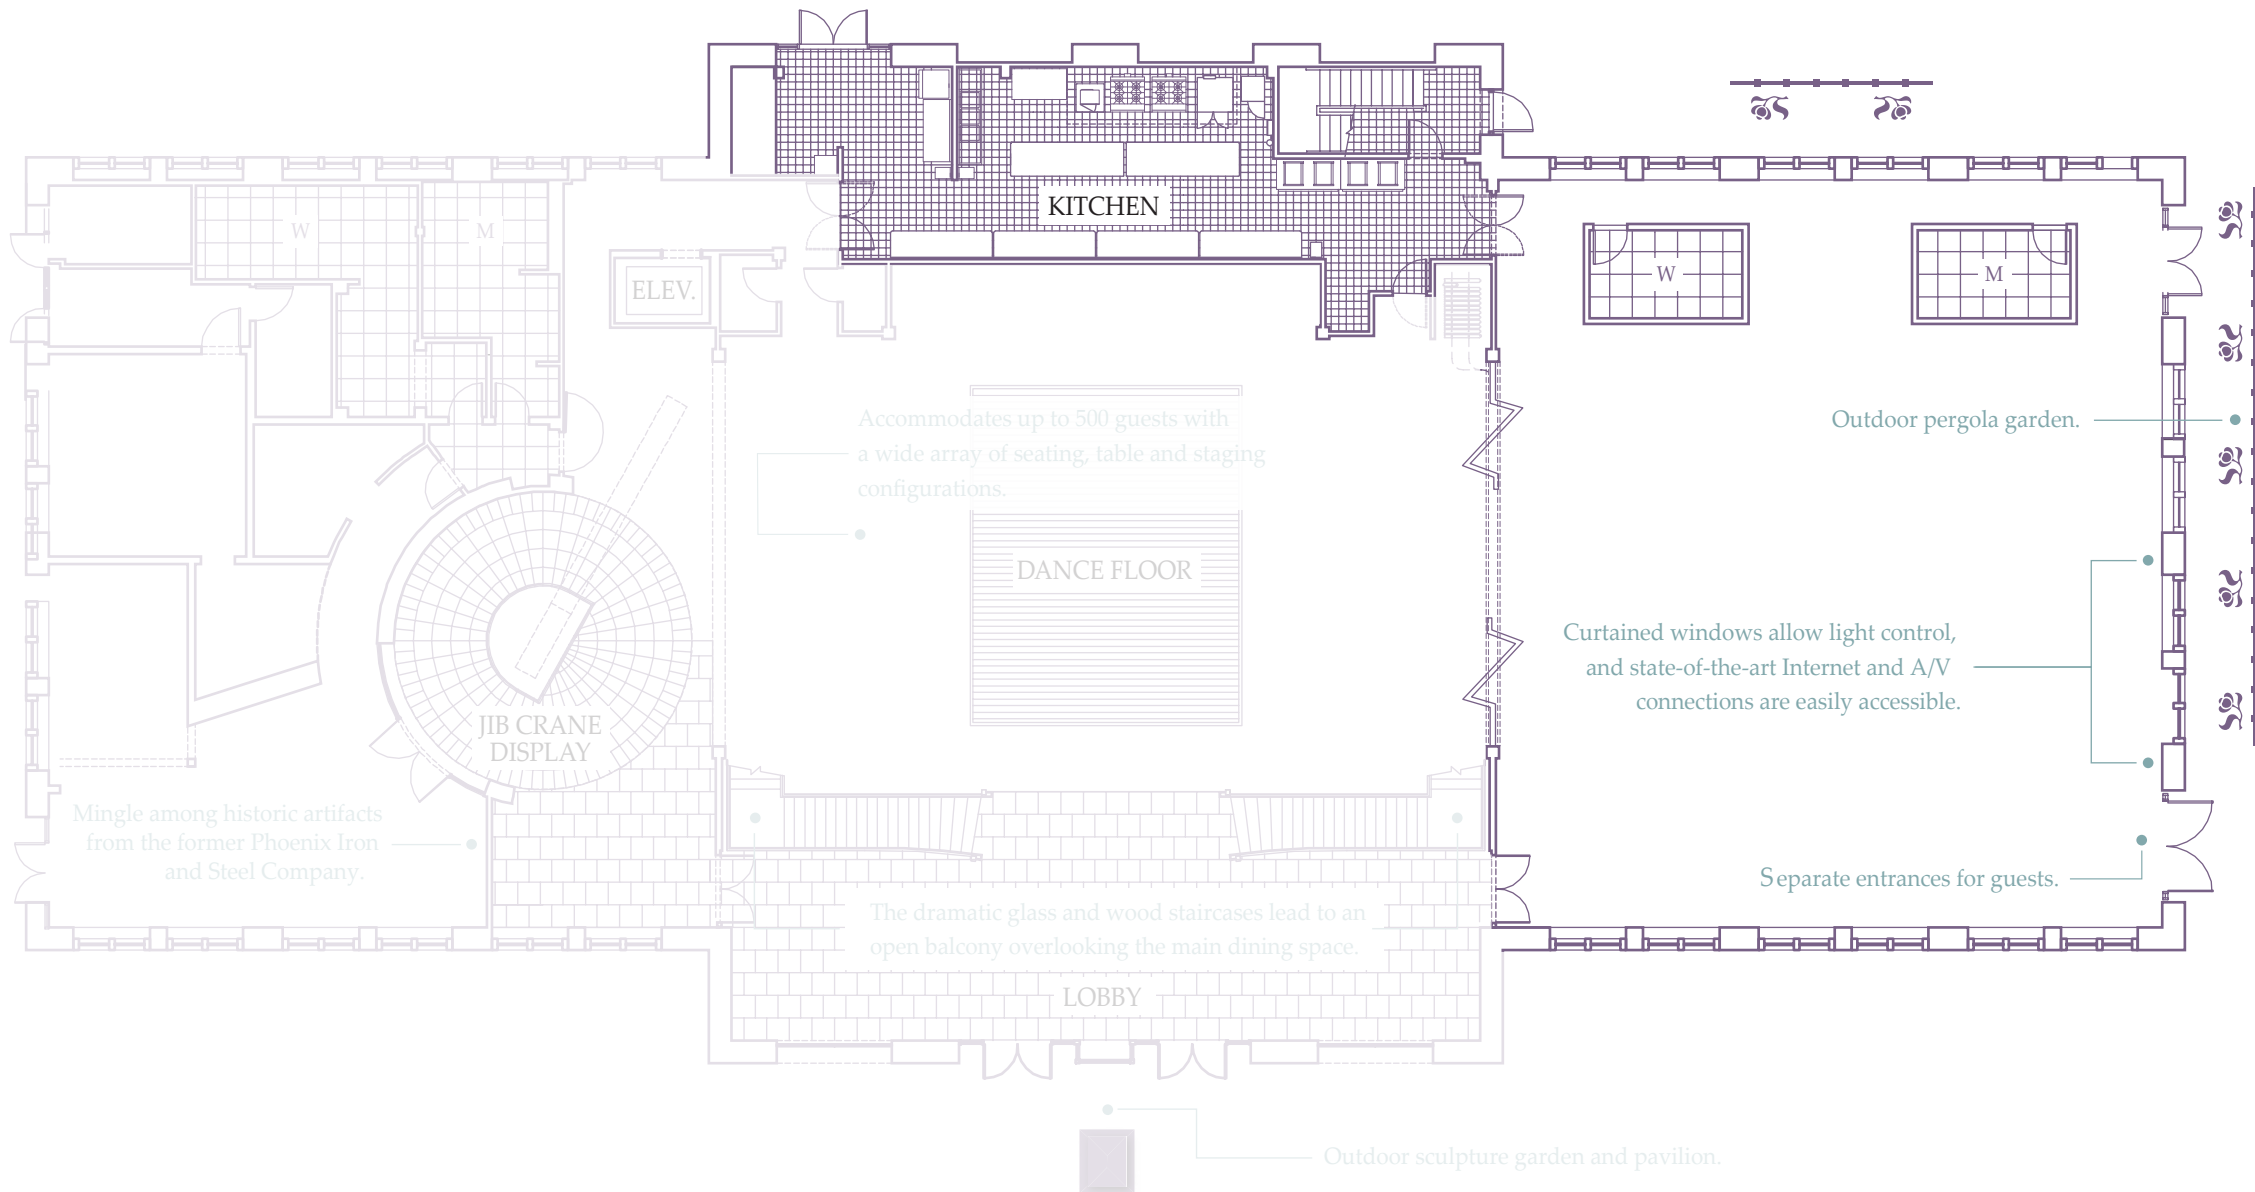 KITCHEN
W
M
W
M
ELEV.
Accommodates up to 500 guests with
a wide array of seating, table and staging
configurations.
Outdoor pergola garden.
DANCE FLOOR
Curtained windows allow light control,
and state-of-the-art Internet and A/V
connections are easily accessible.
JIB CRANE
DISPLAY
Mingle among historic artifacts
from the former Phoenix Iron
and Steel Company.
Separate entrances for guests.
The dramatic glass and wood staircases lead to an
open balcony overlooking the main dining space.
LOBBY
Outdoor sculpture garden and pavilion.